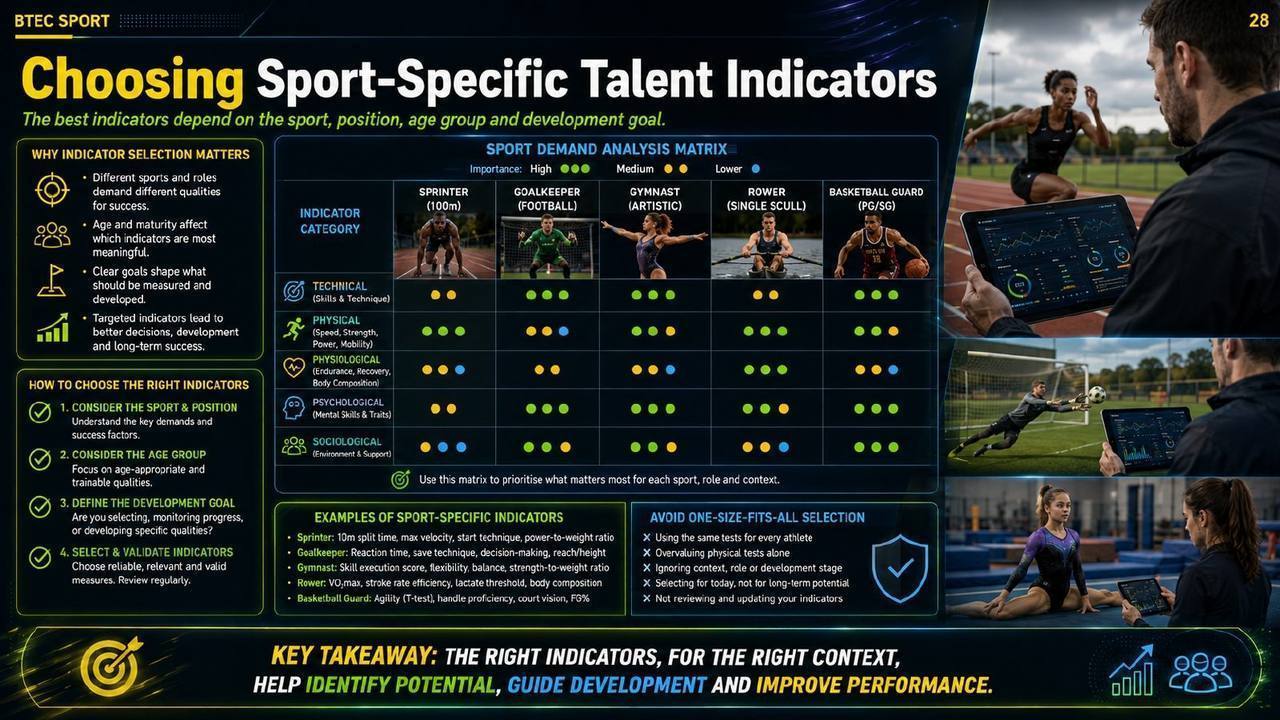 BTEC SPORT
28
Choosing Sport-Specific Talent Indicators
The best indicators depend on the sport, position, age group and development goal.
WHY INDICATOR SELECTION MATTERS
• Different sports and roles
demand different qualities
for success.
• Age and maturity affect
which indicators are most
meaningful.
• Clear goals shape what
should be measured and
developed.
• Targeted indicators lead to
better decisions, development
and long-term success.
HOW TO CHOOSE THE RIGHT INDICATORS
1. CONSIDER THE SPORT & POSITION
Understand the key demands and
success factors.
2. CONSIDER THE AGE GROUP
Focus on age-appropriate and
trainable qualities.
3. DEFINE THE DEVELOPMENT GOAL
Are you selecting, monitoring progress,
or developing specific qualities?
4. SELECT & VALIDATE INDICATORS
Choose reliable, relevant and valid
measures. Review regularly.
SPORT DEMAND ANALYSIS MATRIX
Importance: High Medium Lower
INDICATOR
CATEGORY
SPRINTER
(100m)
GOALKEEPER
(FOOTBALL)
GYMNAST
(ARTISTIC)
ROWER
(SINGLE SCULL)
BASKETBALL GUARD
(PG/SG)
TECHNICAL
(Skills & Technique)
PHYSICAL
(Speed, Strength,
Power, Mobility)
PHYSIOLOGICAL
(Endurance, Recovery,
Body Composition)
PSYCHOLOGICAL
(Mental Skills & Traits)
SOCIOLOGICAL
(Environment & Support)
Use this matrix to prioritise what matters most for each sport, role and context.
EXAMPLES OF SPORT-SPECIFIC INDICATORS
• Sprinter: 10m split time, max velocity, start technique, power-to-weight ratio
• Goalkeeper: Reaction time, save technique, decision-making, reach/height
• Gymnast: Skill execution score, flexibility, balance, strength-to-weight ratio
• Rower: VO₂max, stroke rate efficiency, lactate threshold, body composition
• Basketball Guard: Agility (T-test), handle proficiency, court vision, FG%
AVOID ONE-SIZE-FITS-ALL SELECTION
✕ Using the same tests for every athlete
✕ Overvaluing physical tests alone
✕ Ignoring context, role or development stage
✕ Selecting for today, not for long-term potential
✕ Not reviewing and updating your indicators
KEY TAKEAWAY: THE RIGHT INDICATORS, FOR THE RIGHT CONTEXT,
HELP IDENTIFY POTENTIAL, GUIDE DEVELOPMENT AND IMPROVE PERFORMANCE.